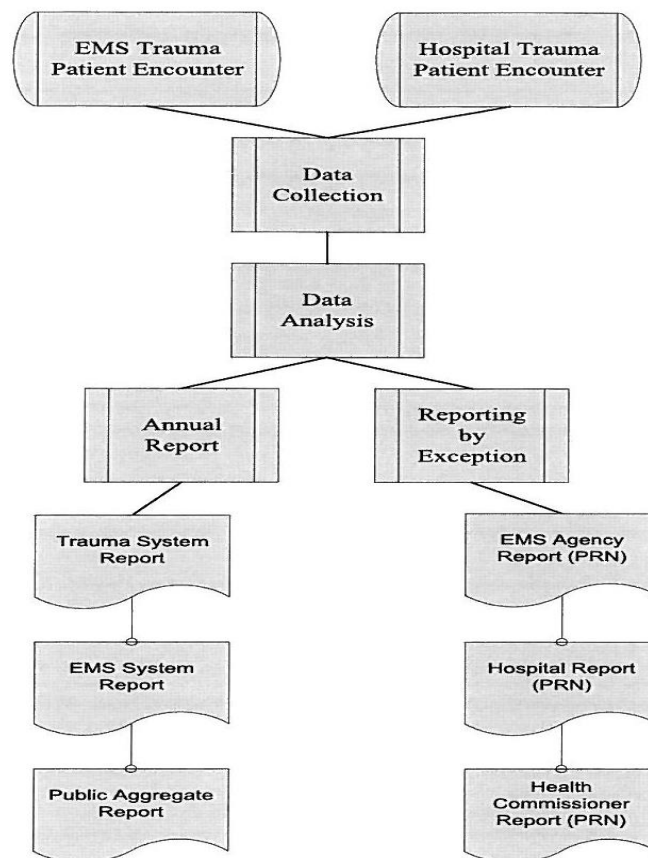 EMS Trauma
Patient Encounter
Hospital Trauma
Patient Encounter
Data
Collection
Data
Analysis
Annual
Report
Reporting
by
Exception
Trauma System
Report
EMS System
Report
Public Aggregate
Report
EMS Agency
Report (PRN)
Hospital Report
(PRN)
Health
Commissioner
Report (PRN)